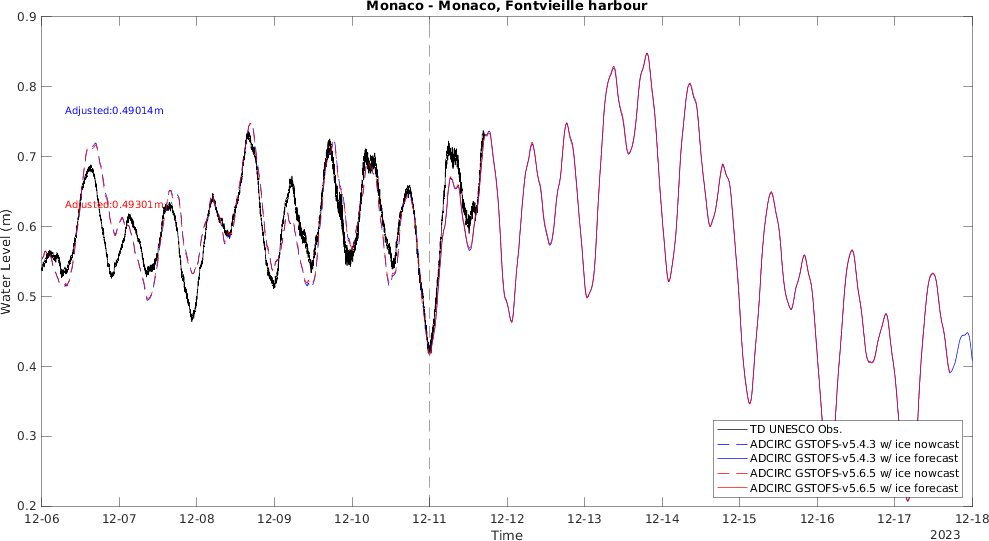 Monaco - Monaco, Fontvieille harbour
0.9
0.8
0.7
0.6
0.5
0.4
0.3
0.2
Water Level (m)
Adjusted:0.49014m
Adjusted:0.49301m
TD UNESCO Obs.
ADCIRC GSTOFS-v5.4.3 w/ ice nowcast
ADCIRC GSTOFS-v5.4.3 w/ ice forecast
ADCIRC GSTOFS-v5.6.5 w/ ice nowcast
ADCIRC GSTOFS-v5.6.5 w/ ice forecast
12-06 12-07 12-08 12-09 12-10 12-11 12-12 12-13 12-14 12-15 12-16 12-17 12-18
Time
2023